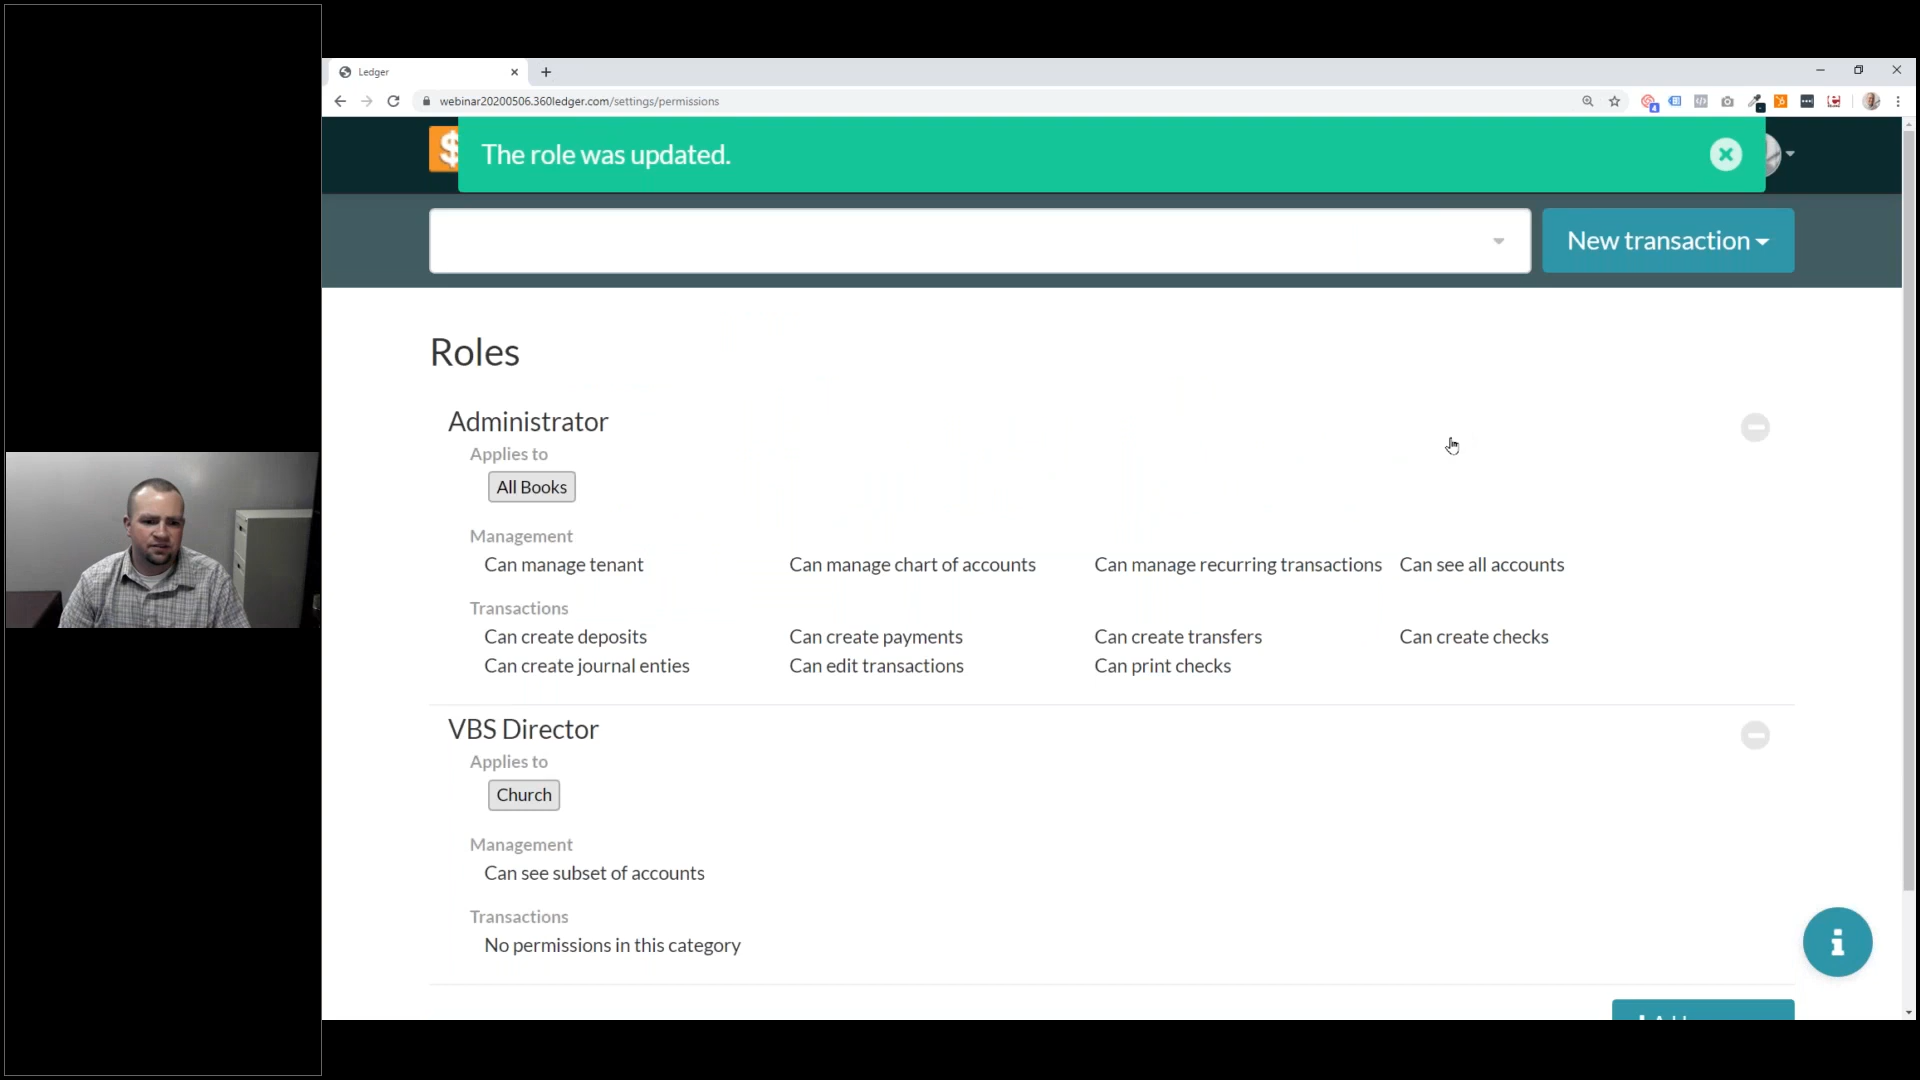 Ledger
webinar20200506.360ledger.com/settings/permissions
$ The role was updated.
New transaction
Roles
Administrator
Applies to
All Books
Management
Can manage tenant Can manage chart of accounts Can manage recurring transactions Can see all accounts
Transactions
Can create deposits Can create payments Can create transfers Can create checks
Can create journal enties Can edit transactions Can print checks
VBS Director
Applies to
Church
Management
Can see subset of accounts
Transactions
No permissions in this category
i